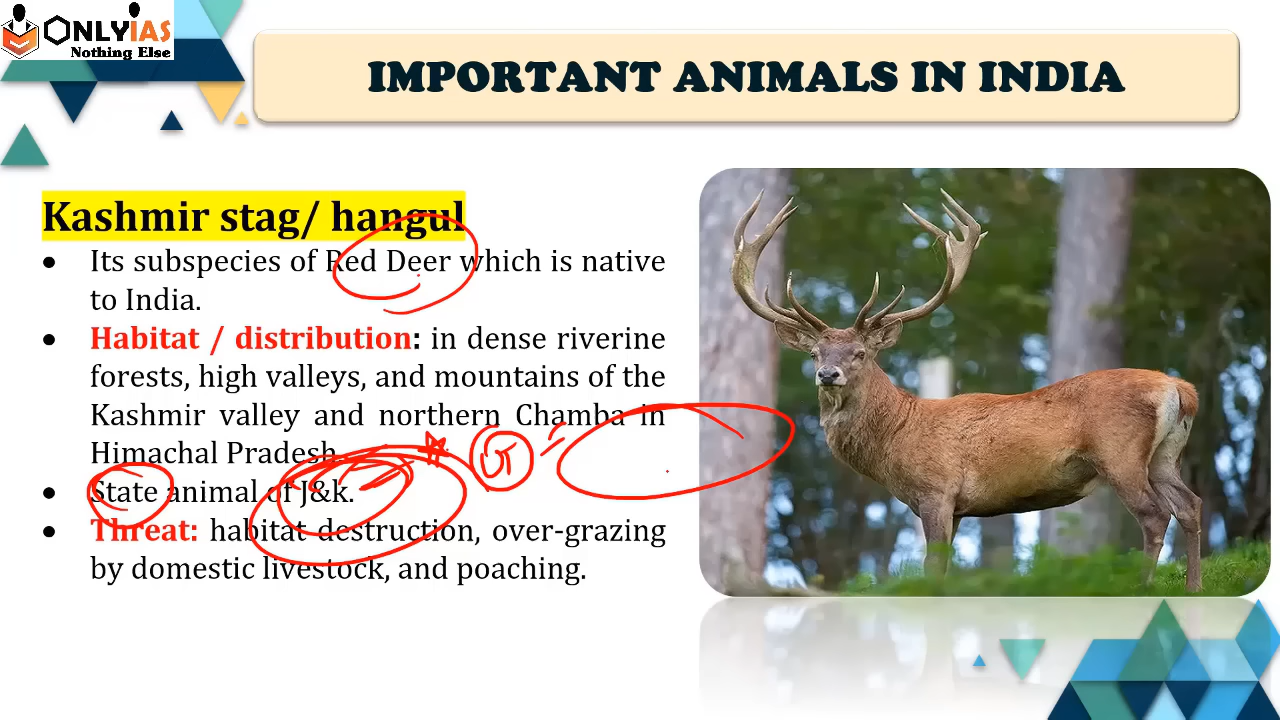 ONLYIAS
Nothing Else
IMPORTANT ANIMALS IN INDIA
Kashmir stag/ hangul
• Its subspecies of Red Deer which is native
to India.
• Habitat / distribution: in dense riverine
forests, high valleys, and mountains of the
Kashmir valley and northern Chamba in
Himachal Pradesh.
• State animal of J&k.
• Threat: habitat destruction, over-grazing
by domestic livestock, and poaching.